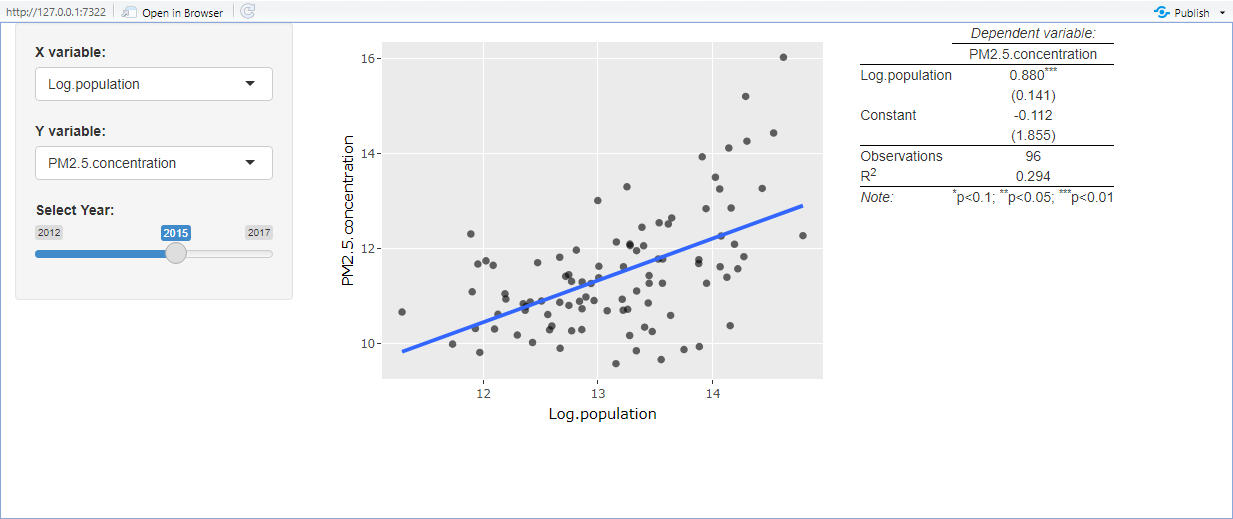 http://127.0.0.1:7322 Open in Browser Publish
X variable:
Log.population
Y variable:
PM2.5.concentration
Select Year:
2012 2015 2017
PM2.5.concentration
16
14
12
10
12 13 14
Log.population
Dependent variable:
PM2.5.concentration
Log.population 0.880***
(0.141)
Constant -0.112
(1.855)
Observations 96
R2 0.294
Note: *p<0.1; **p<0.05; ***p<0.01